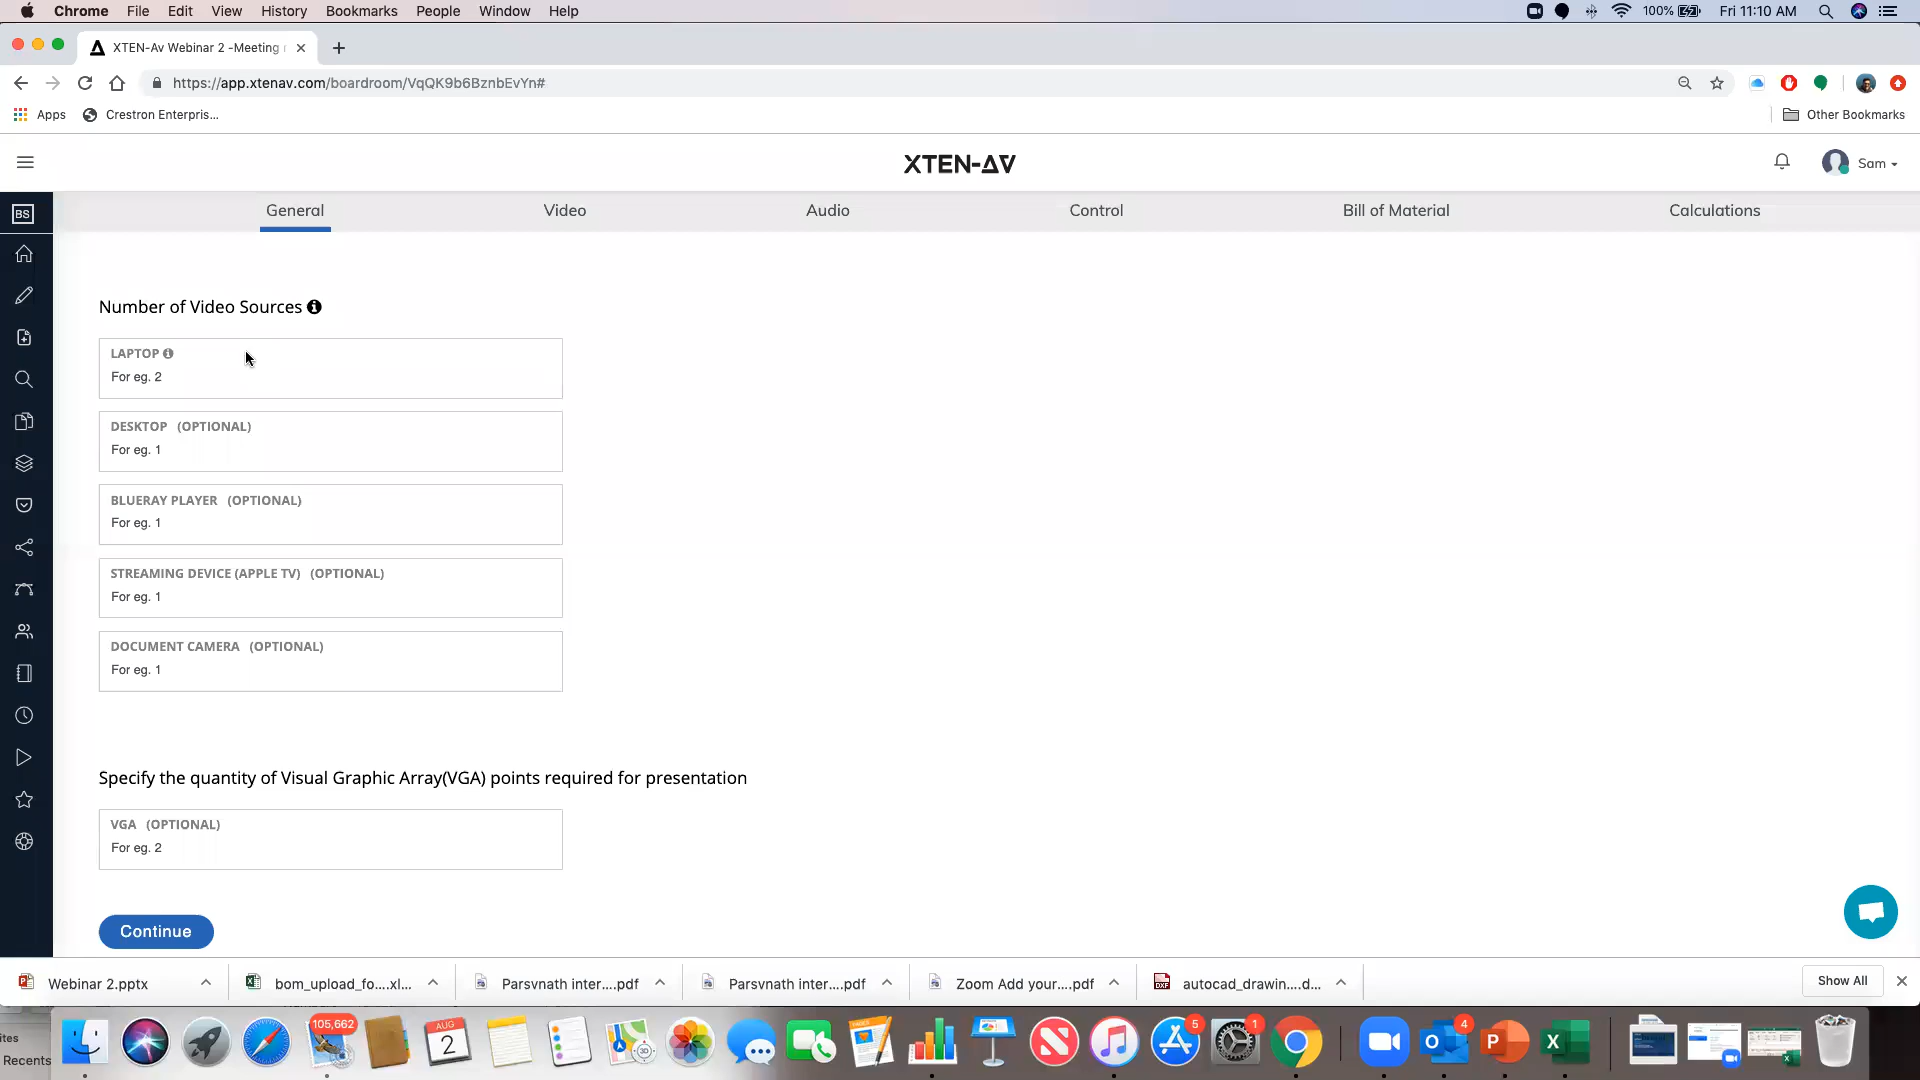 Chrome File Edit View History Bookmarks People Window Help 100% Fri 11:10 AM
XTEN-Av Webinar 2 -Meeting
https://app.xtenav.com/boardroom/VqQK9b6BznbEvYn#
Apps Crestron Enterpris... Other Bookmarks
XTEN-AV
Sam
BS
General Video Audio Control Bill of Material Calculations
Number of Video Sources
LAPTOP
For eg. 2
DESKTOP (OPTIONAL)
For eg. 1
BLUERAY PLAYER (OPTIONAL)
For eg. 1
STREAMING DEVICE (APPLE TV) (OPTIONAL)
For eg. 1
DOCUMENT CAMERA (OPTIONAL)
For eg. 1
Specify the quantity of Visual Graphic Array(VGA) points required for presentation
VGA (OPTIONAL)
For eg. 2
Continue
Webinar 2.pptx bom_upload_fo....xl... Parsvnath inter....pdf Parsvnath inter....pdf Zoom Add your....pdf autocad_drawin....d... Show All
105,662 AUG 2 5 1 4
Recents